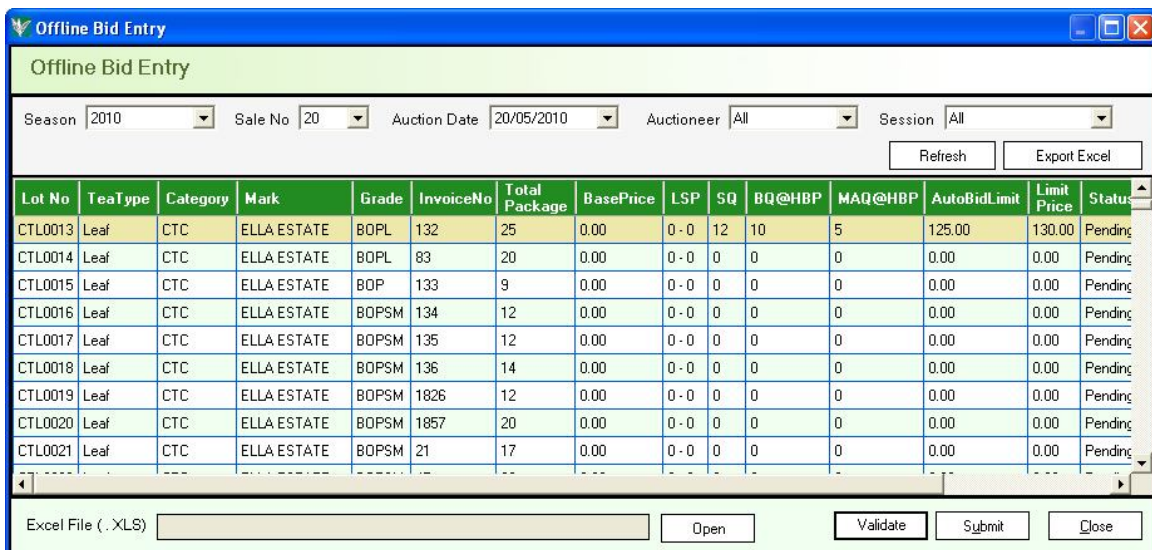 Offline Bid Entry
Offline Bid Entry
Season 2010 Sale No 20 Auction Date 20/05/2010 Auctioneer All Session All
Refresh Export Excel
Lot No TeaType Category Mark Grade InvoiceNo Total Package BasePrice LSP SQ BQ@HBP MAQ@HBP AutoBidLimit Limit Price Status
CTL0013 Leaf CTC ELLA ESTATE BOPL 132 25 0.00 0 - 0 12 10 5 125.00 130.00 Pending
CTL0014 Leaf CTC ELLA ESTATE BOPL 83 20 0.00 0 - 0 0 0 0 0.00 0.00 Pending
CTL0015 Leaf CTC ELLA ESTATE BOP 133 9 0.00 0 - 0 0 0 0 0.00 0.00 Pending
CTL0016 Leaf CTC ELLA ESTATE BOPSM 134 12 0.00 0 - 0 0 0 0 0.00 0.00 Pending
CTL0017 Leaf CTC ELLA ESTATE BOPSM 135 12 0.00 0 - 0 0 0 0 0.00 0.00 Pending
CTL0018 Leaf CTC ELLA ESTATE BOPSM 136 14 0.00 0 - 0 0 0 0 0.00 0.00 Pending
CTL0019 Leaf CTC ELLA ESTATE BOPSM 1826 12 0.00 0 - 0 0 0 0 0.00 0.00 Pending
CTL0020 Leaf CTC ELLA ESTATE BOPSM 1857 20 0.00 0 - 0 0 0 0 0.00 0.00 Pending
CTL0021 Leaf CTC ELLA ESTATE BOPSM 21 17 0.00 0 - 0 0 0 0 0.00 0.00 Pending
Excel File ( . XLS) Open Validate Submit Close